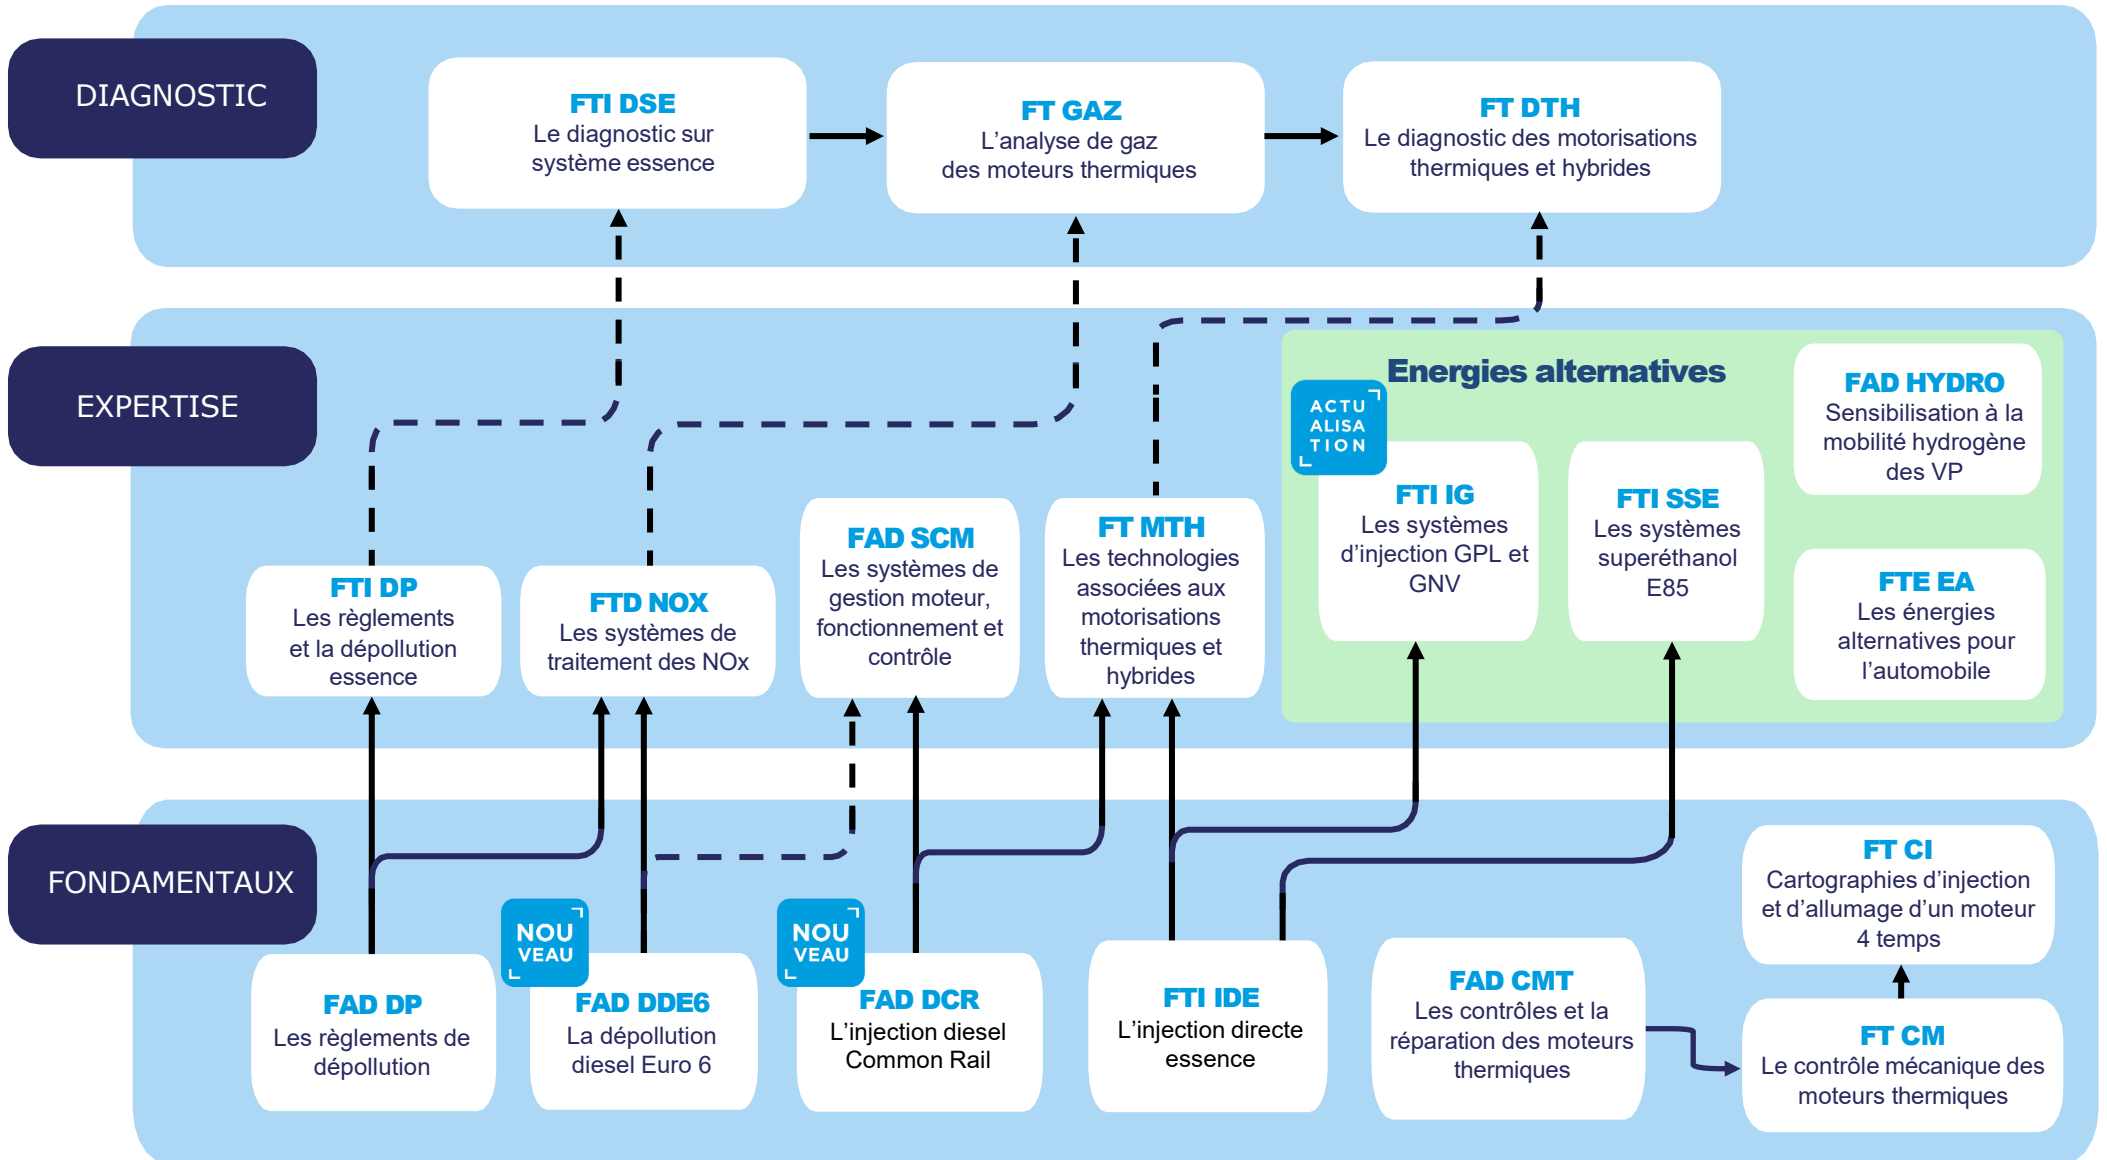 DIAGNOSTIC
FTI DSE
Le diagnostic sur
système essence
FT GAZ
L’analyse de gaz
des moteurs thermiques
FT DTH
Le diagnostic des motorisations
thermiques et hybrides
EXPERTISE
FTI DP
Les règlements
et la dépollution
essence
FTD NOX
Les systèmes de
traitement des NOx
FAD SCM
Les systèmes de
gestion moteur,
fonctionnement et
contrôle
FT MTH
Les technologies
associées aux
motorisations
thermiques et
hybrides
Energies alternatives
ACTU
ALISA
TION
FTI IG
Les systèmes
d’injection GPL et
GNV
FTI SSE
Les systèmes
superéthanol
E85
FAD HYDRO
Sensibilisation à la
mobilité hydrogène
des VP
FTE EA
Les énergies
alternatives pour
l’automobile
FONDAMENTAUX
FAD DP
Les règlements de
dépollution
NOU
VEAU
FAD DDE6
La dépollution
diesel Euro 6
NOU
VEAU
FAD DCR
L’injection diesel
Common Rail
FTI IDE
L’injection directe
essence
FAD CMT
Les contrôles et la
réparation des moteurs
thermiques
FT CI
Cartographies d’injection
et d’allumage d’un moteur
4 temps
FT CM
Le contrôle mécanique des
moteurs thermiques